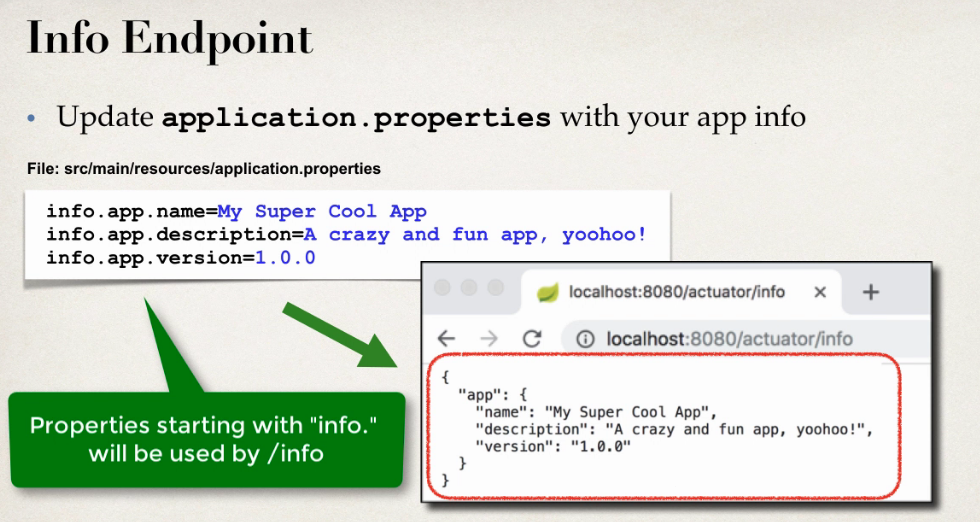 Info Endpoint
• Update application.properties with your app info
File: src/main/resources/application.properties
info.app.name=My Super Cool App
info.app.description=A crazy and fun app, yoohoo!
info.app.version=1.0.0
Properties starting with "info."
will be used by /info
localhost:8080/actuator/info
localhost:8080/actuator/info
{
"app": {
"name": "My Super Cool App",
"description": "A crazy and fun app, yoohoo!",
"version": "1.0.0"
}
}